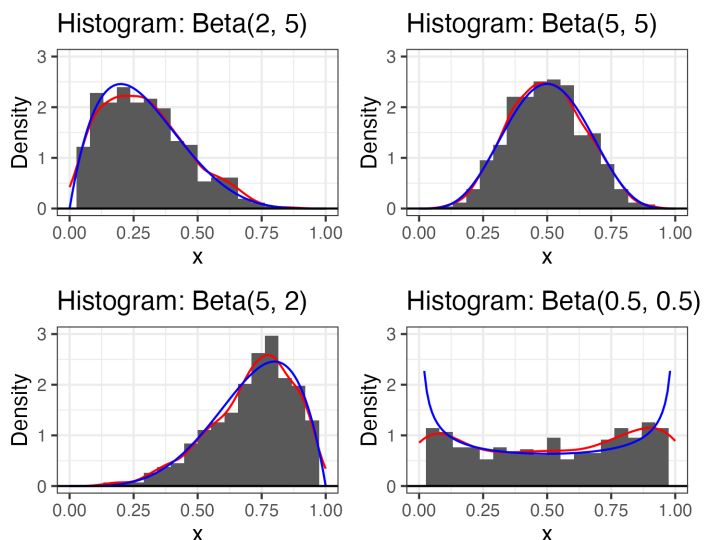 Histogram: Beta(2, 5)
3
2
1
0
Density
0.00 0.25 0.50 0.75 1.00
x
Histogram: Beta(5, 5)
3
2
1
0
Density
0.00 0.25 0.50 0.75 1.00
x
Histogram: Beta(5, 2)
3
2
1
0
Density
0.00 0.25 0.50 0.75 1.00
x
Histogram: Beta(0.5, 0.5)
3
2
1
0
Density
0.00 0.25 0.50 0.75 1.00
x